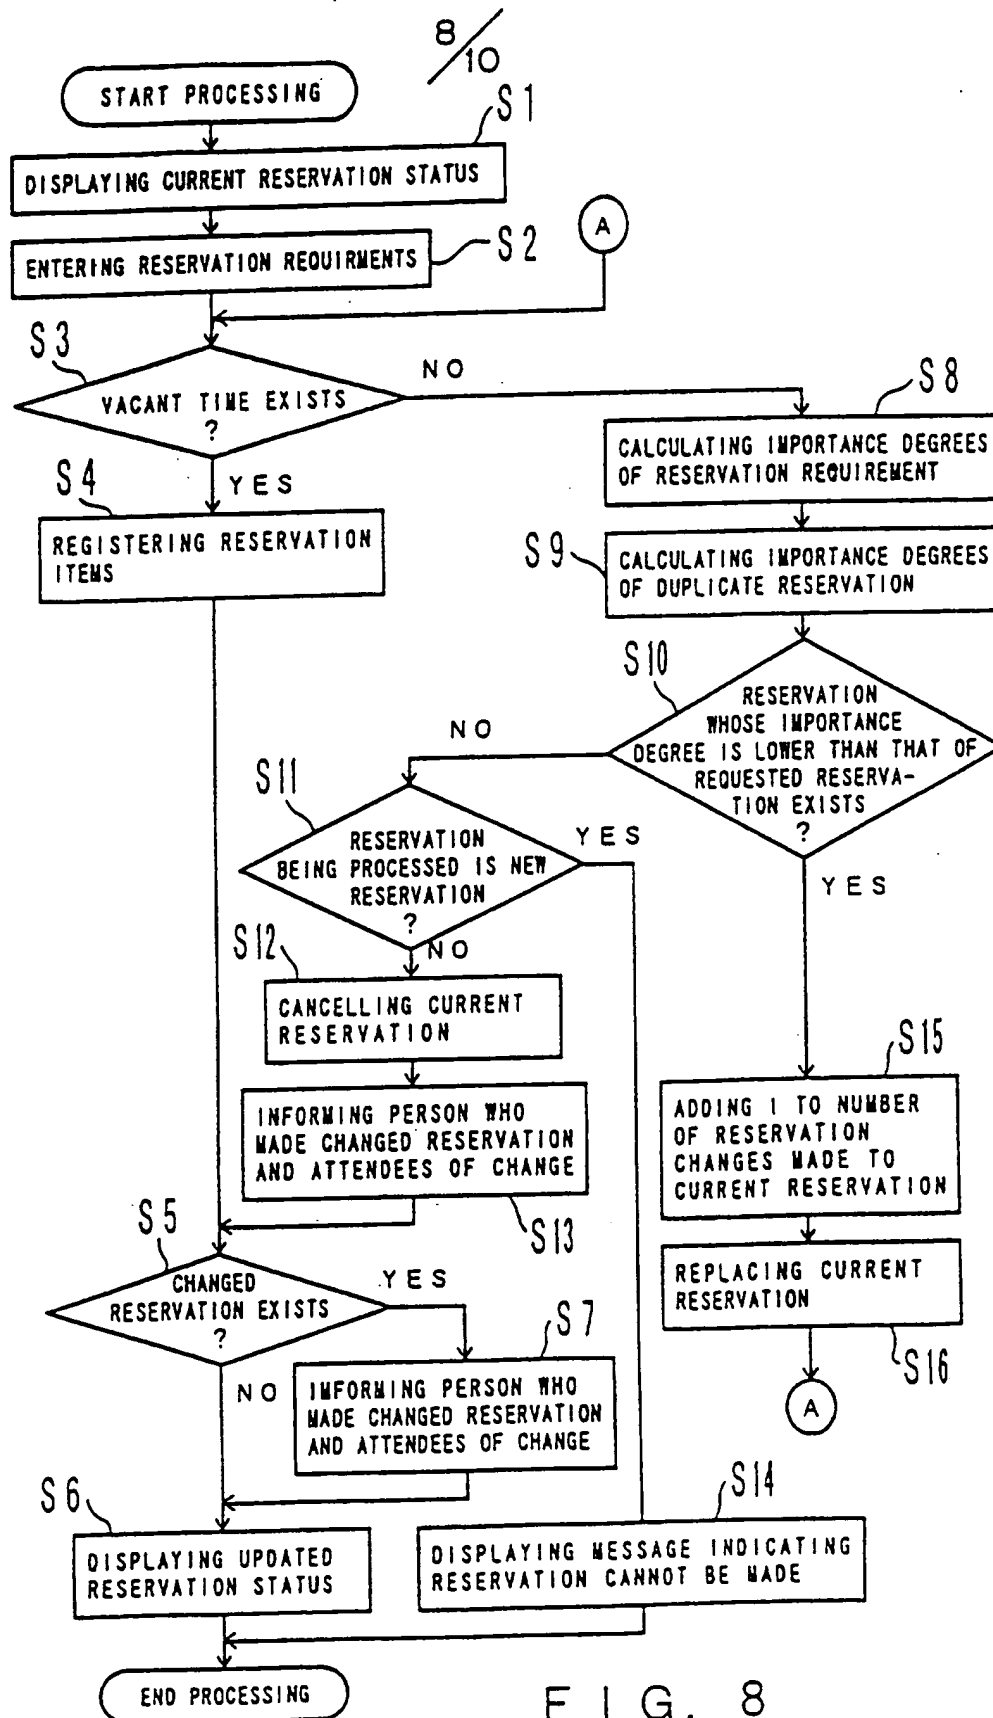 8/10
START PROCESSING
S1
DISPLAYING CURRENT RESERVATION STATUS
A
S2
ENTERING RESERVATION REQUIRMENTS
S3
VACANT TIME EXISTS
?
NO
YES
S8
CALCULATING IMPORTANCE DEGREES
OF RESERVATION REQUIREMENT
S4
REGISTERING RESERVATION
ITEMS
S9
CALCULATING IMPORTANCE DEGREES
OF DUPLICATE RESERVATION
S10
RESERVATION
WHOSE IMPORTANCE
DEGREE IS LOWER THAN THAT OF
REQUESTED RESERVA-
TION EXISTS
?
NO
YES
S11
RESERVATION
BEING PROCESSED IS NEW
RESERVATION
?
YES
NO
S12
CANCELLING CURRENT
RESERVATION
INFORMING PERSON WHO
MADE CHANGED RESERVATION
AND ATTENDEES OF CHANGE
S13
S15
ADDING 1 TO NUMBER
OF RESERVATION
CHANGES MADE TO
CURRENT RESERVATION
REPLACING CURRENT
RESERVATION
S16
A
S5
CHANGED
RESERVATION EXISTS
?
YES
NO
S7
IMFORMING PERSON WHO
MADE CHANGED RESERVATION
AND ATTENDEES OF CHANGE
S6
DISPLAYING UPDATED
RESERVATION STATUS
S14
DISPLAYING MESSAGE INDICATING
RESERVATION CANNOT BE MADE
END PROCESSING
FIG. 8